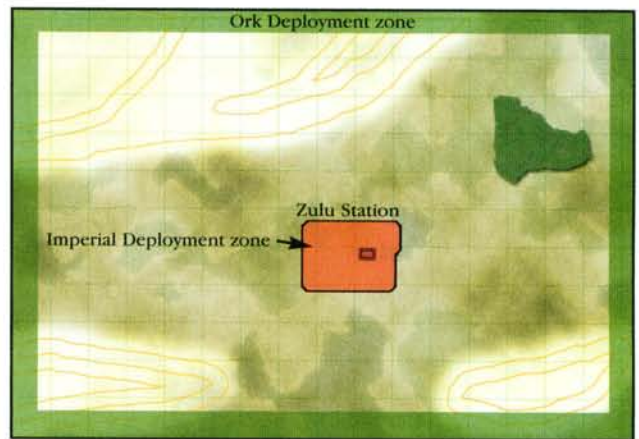 Ork Deployment zone
Zulu Station
Imperial Deployment zone